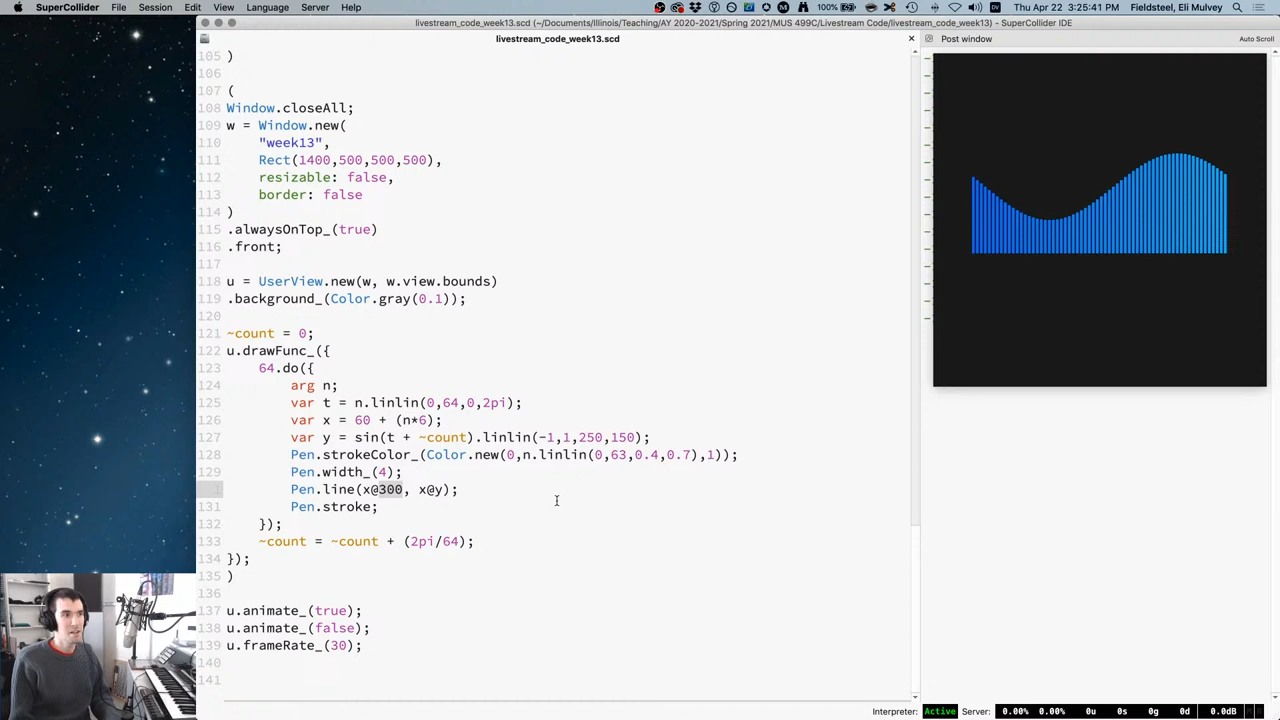 SuperCollider File Session Edit View Language Server Help 100% Thu Apr 22 3:25:41 PM Fieldsteel, Eli Mulvey
livestream_code_week13.scd (~/Documents/Illinois/Teaching/AY 2020-2021/Spring 2021/MUS 499C/Livestream Code/livestream_code_week13) - SuperCollider IDE
livestream_code_week13.scd
Post window Auto Scroll
105 )
106
107 (
108 Window.closeAll;
109 w = Window.new(
110 "week13",
111 Rect(1400,500,500,500),
112 resizable: false,
113 border: false
114 )
115 .alwaysOnTop_(true)
116 .front;
117
118 u = UserView.new(w, w.view.bounds)
119 .background_(Color.gray(0.1));
120
121 ~count = 0;
122 u.drawFunc_({
123 64.do({
124 arg n;
125 var t = n.linlin(0,64,0,2pi);
126 var x = 60 + (n*6);
127 var y = sin(t + ~count).linlin(-1,1,250,150);
128 Pen.strokeColor_(Color.new(0,n.linlin(0,63,0.4,0.7),1));
129 Pen.width_(4);
Pen.line(x@300, x@y);
131 Pen.stroke;
132 });
133 ~count = ~count + (2pi/64);
134 });
135 )
136
137 u.animate_(true);
138 u.animate_(false);
139 u.frameRate_(30);
140
141
Interpreter: Active Server: 0.00% 0.00% 0u 0s 0g 0d 0.0dB